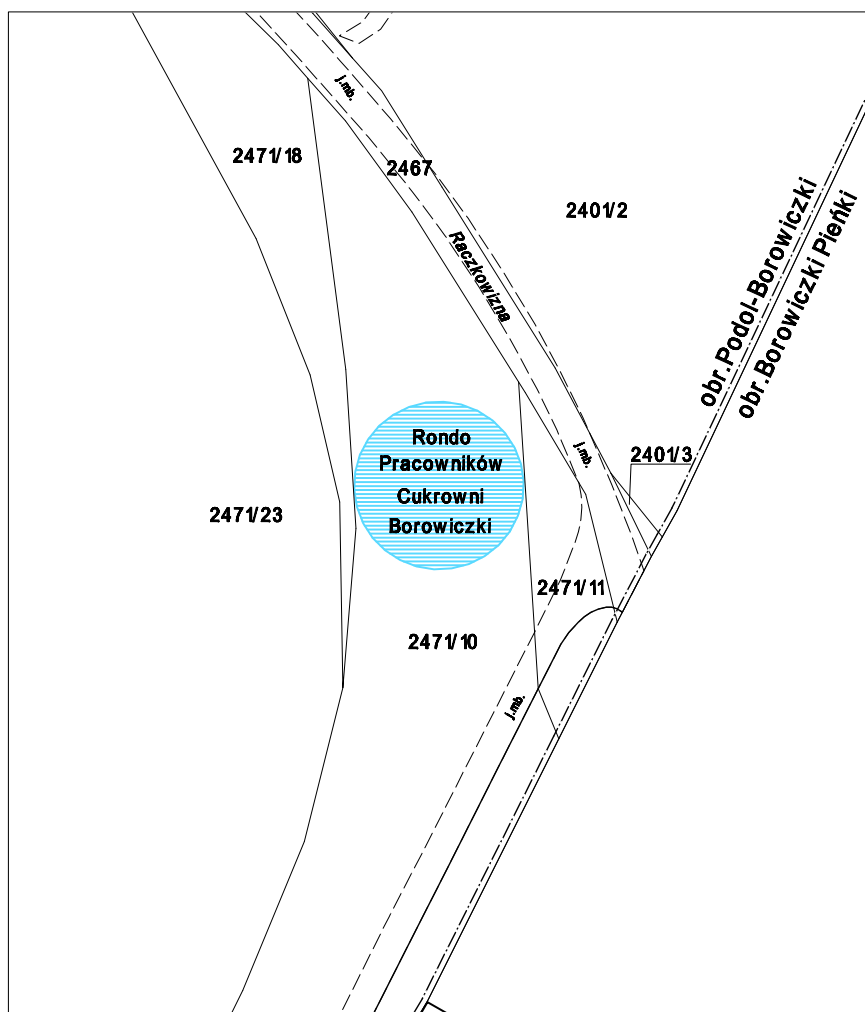 j.mb.
2471/18
2467
2401/2
Raczkowizna
obr.Podol-Borowiczki
obr.Borowiczki Pieńki
Rondo
Pracowników
Cukrowni
Borowiczki
j.mb.
2401/3
2471/23
2471/11
2471/10
j.mb.